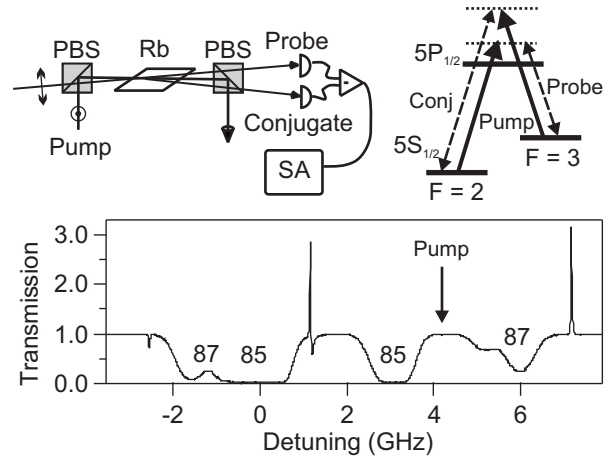 PBS Rb PBS Probe
Pump
Conjugate
SA
5P1/2
Conj
Pump
Probe
5S1/2
F = 2
F = 3
Transmission
3.0
2.0
1.0
0.0
87 85
85
Pump
87
-2 0 2 4 6
Detuning (GHz)